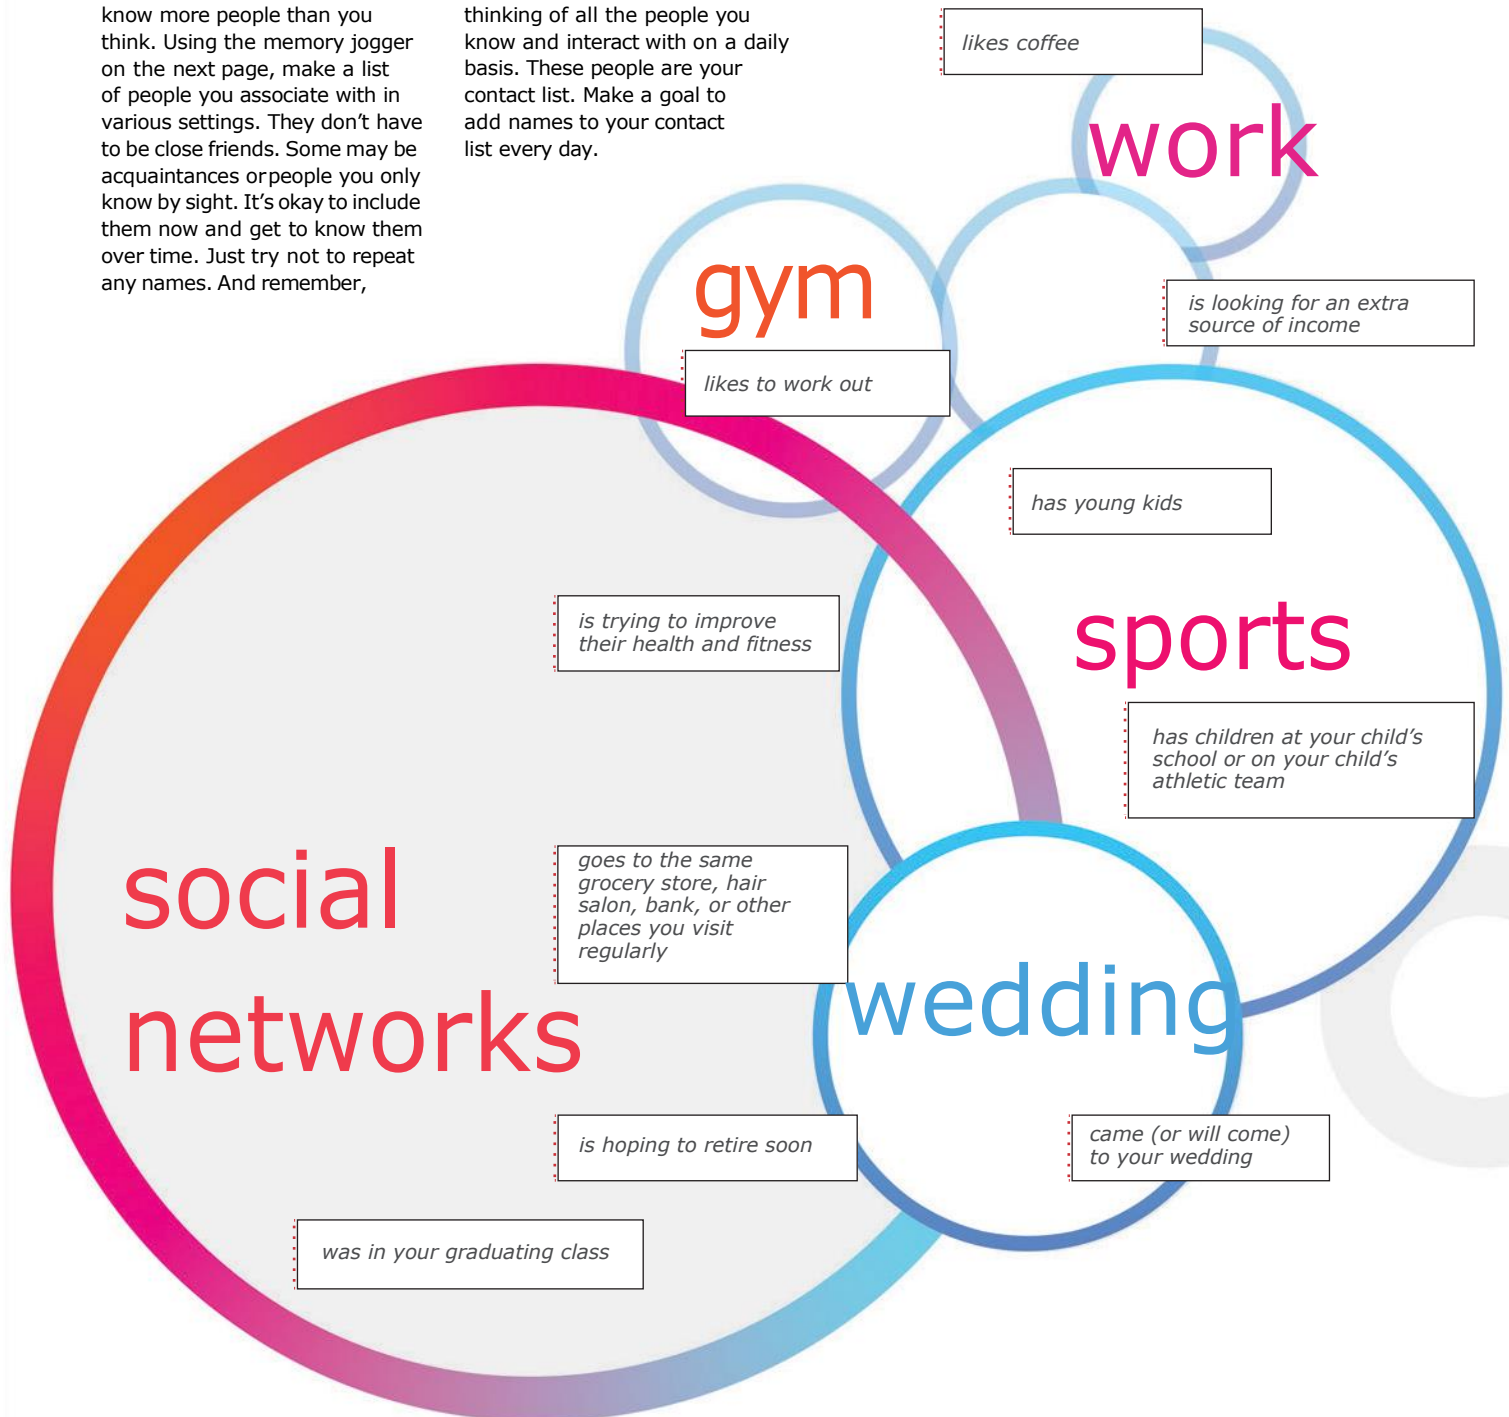 know more people than you
think. Using the memory jogger
on the next page, make a list
of people you associate with in
various settings. They don’t have
to be close friends. Some may be
acquaintances orpeople you only
know by sight. It’s okay to include
them now and get to know them
over time. Just try not to repeat
any names. And remember,
thinking of all the people you
know and interact with on a daily
basis. These people are your
contact list. Make a goal to
add names to your contact
list every day.
likes coffee
work
gym
is looking for an extra
source of income
likes to work out
has young kids
is trying to improve
their health and fitness
sports
has children at your child’s
school or on your child’s
athletic team
social
networks
goes to the same
grocery store, hair
salon, bank, or other
places you visit
regularly
wedding
is hoping to retire soon
came (or will come)
to your wedding
was in your graduating class